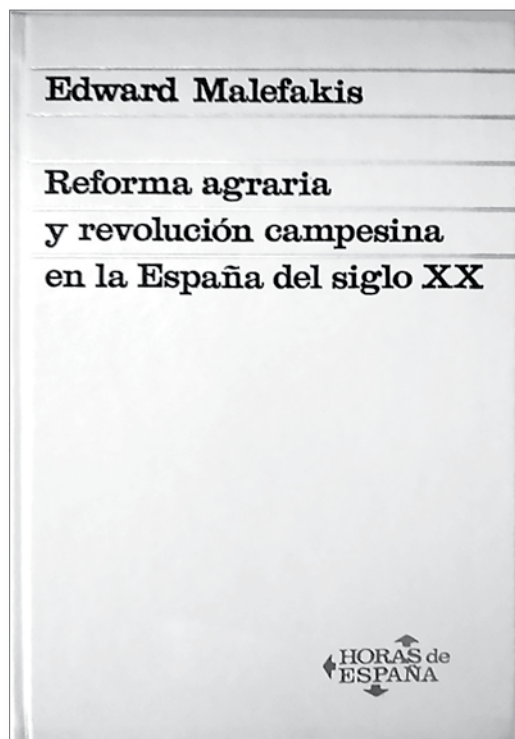 Edward Malefakis
Reforma agraria
y revolución campesina
en la España del siglo XX
HORAS de
ESPAÑA